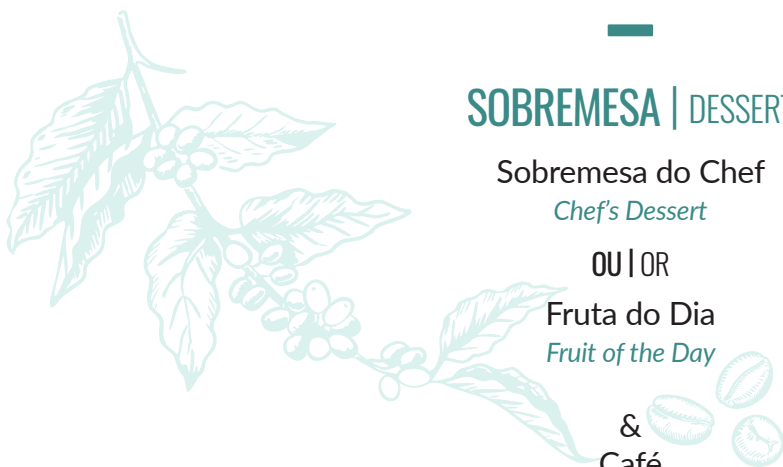 SOBREMESA | DESSERT
Sobremesa do Chef
Chef's Dessert
OU | OR
Fruta do Dia
Fruit of the Day
&
Café